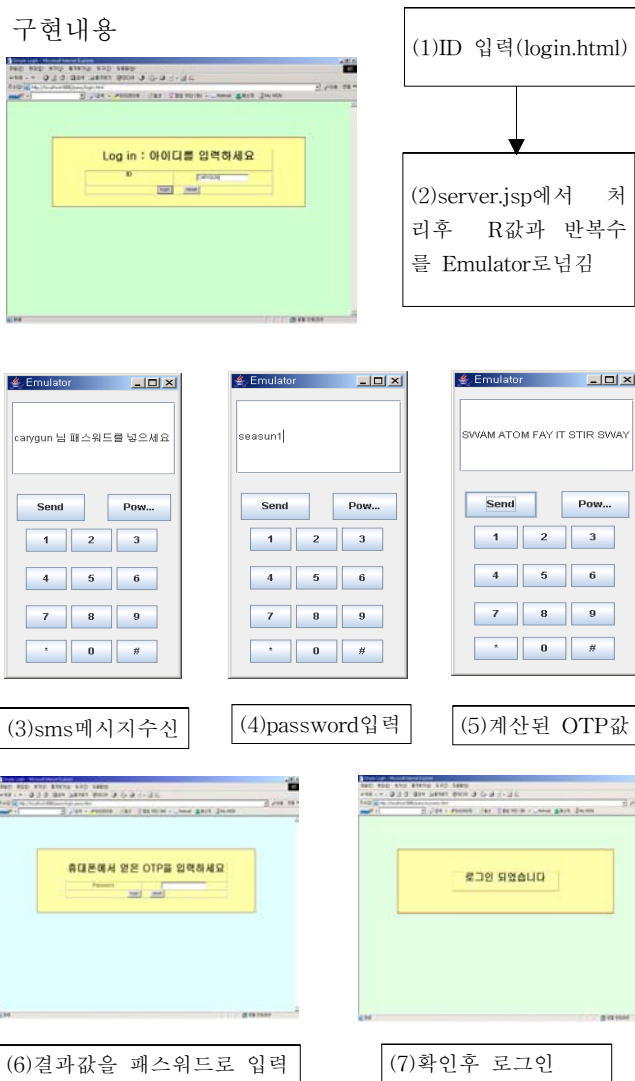 구현내용
(1)ID 입력(login.html)
Log in : 아이디를 입력하세요
ID
carygun
login
reset
(2)server.jsp에서 처
리후 R값과 반복수
를 Emulator로넘김
Emulator
carygun 님 패스워드를 넣으세요
Send Pow...
1 2 3
4 5 6
7 8 9
* 0 #
(3)sms메시지수신
Emulator
seasun1
Send Pow...
1 2 3
4 5 6
7 8 9
* 0 #
(4)password입력
Emulator
SWAM ATOM FAY IT STIR SWAY
Send Pow...
1 2 3
4 5 6
7 8 9
* 0 #
(5)계산된 OTP값
휴대폰에서 얻은 OTP을 입력하세요
Password
(6)결과값을 패스워드로 입력
로그인 되었습니다
(7)확인후 로그인